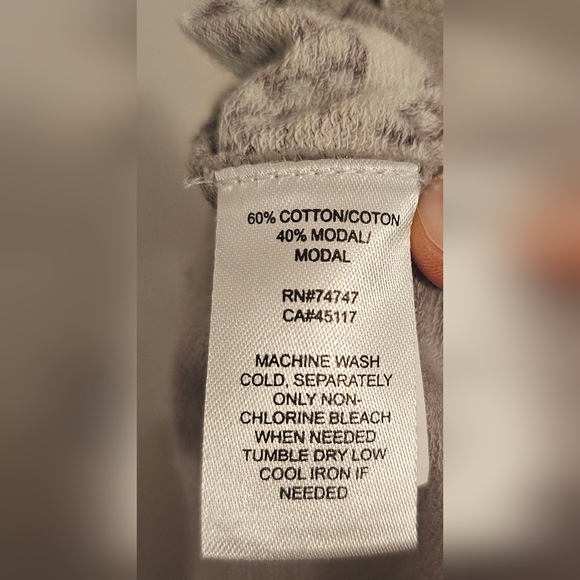 60% COTTON/COTON
40% MODAL/
MODAL
RN#74747
CA#45117
MACHINE WASH
COLD, SEPARATELY
ONLY NON-
CHLORINE BLEACH
WHEN NEEDED
TUMBLE DRY LOW
COOL IRON IF
NEEDED